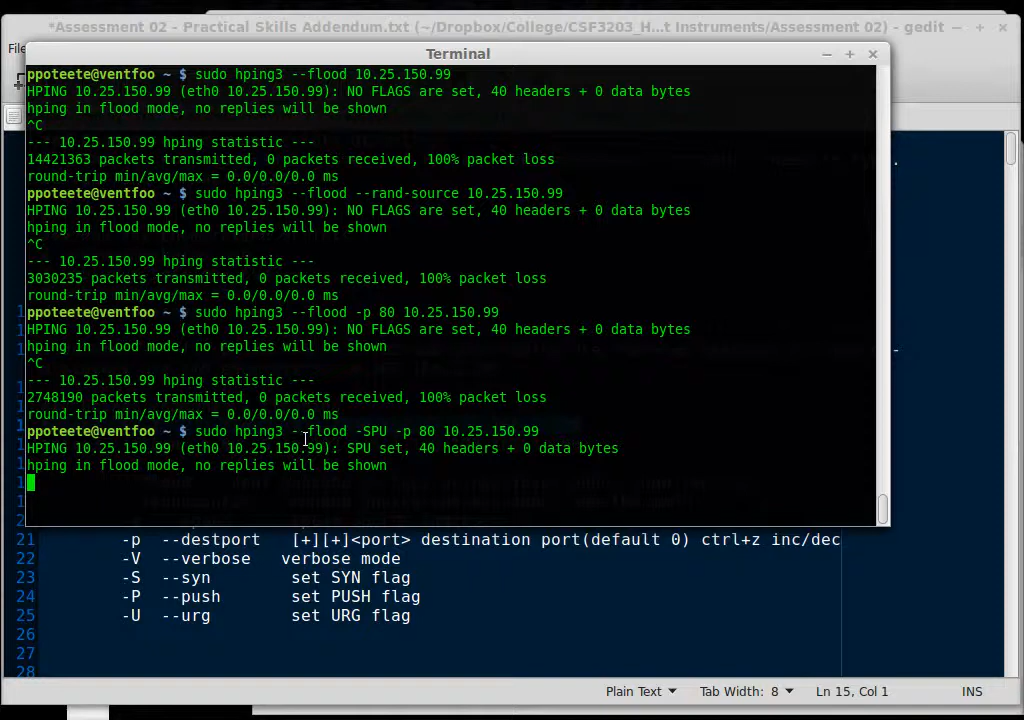 *Assessment 02 - Practical Skills Addendum.txt (~/Dropbox/College/CSF3203_H...t Instruments/Assessment 02) - gedit
File
Terminal
ppoteete@ventfoo ~ $ sudo hping3 --flood 10.25.150.99
HPING 10.25.150.99 (eth0 10.25.150.99): NO FLAGS are set, 40 headers + 0 data bytes
hping in flood mode, no replies will be shown
^C
--- 10.25.150.99 hping statistic ---
14421363 packets transmitted, 0 packets received, 100% packet loss
round-trip min/avg/max = 0.0/0.0/0.0 ms
ppoteete@ventfoo ~ $ sudo hping3 --flood --rand-source 10.25.150.99
HPING 10.25.150.99 (eth0 10.25.150.99): NO FLAGS are set, 40 headers + 0 data bytes
hping in flood mode, no replies will be shown
^C
--- 10.25.150.99 hping statistic ---
3030235 packets transmitted, 0 packets received, 100% packet loss
round-trip min/avg/max = 0.0/0.0/0.0 ms
ppoteete@ventfoo ~ $ sudo hping3 --flood -p 80 10.25.150.99
HPING 10.25.150.99 (eth0 10.25.150.99): NO FLAGS are set, 40 headers + 0 data bytes
hping in flood mode, no replies will be shown
^C
--- 10.25.150.99 hping statistic ---
2748190 packets transmitted, 0 packets received, 100% packet loss
round-trip min/avg/max = 0.0/0.0/0.0 ms
ppoteete@ventfoo ~ $ sudo hping3 --flood -SPU -p 80 10.25.150.99
HPING 10.25.150.99 (eth0 10.25.150.99): SPU set, 40 headers + 0 data bytes
hping in flood mode, no replies will be shown
21 -p --destport [+][+]<port> destination port(default 0) ctrl+z inc/dec
22 -V --verbose verbose mode
23 -S --syn set SYN flag
24 -P --push set PUSH flag
25 -U --urg set URG flag
26
27
28
Plain Text Tab Width: 8 Ln 15, Col 1 INS